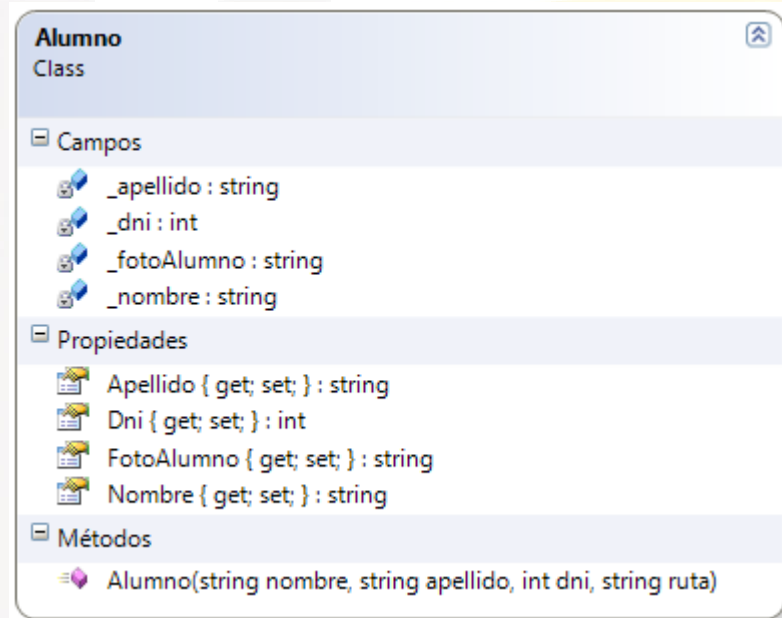 Alumno
Class
Campos
_apellido : string
_dni : int
_fotoAlumno : string
_nombre : string
Propiedades
Apellido { get; set; } : string
Dni { get; set; } : int
FotoAlumno { get; set; } : string
Nombre { get; set; } : string
Métodos
Alumno(string nombre, string apellido, int dni, string ruta)